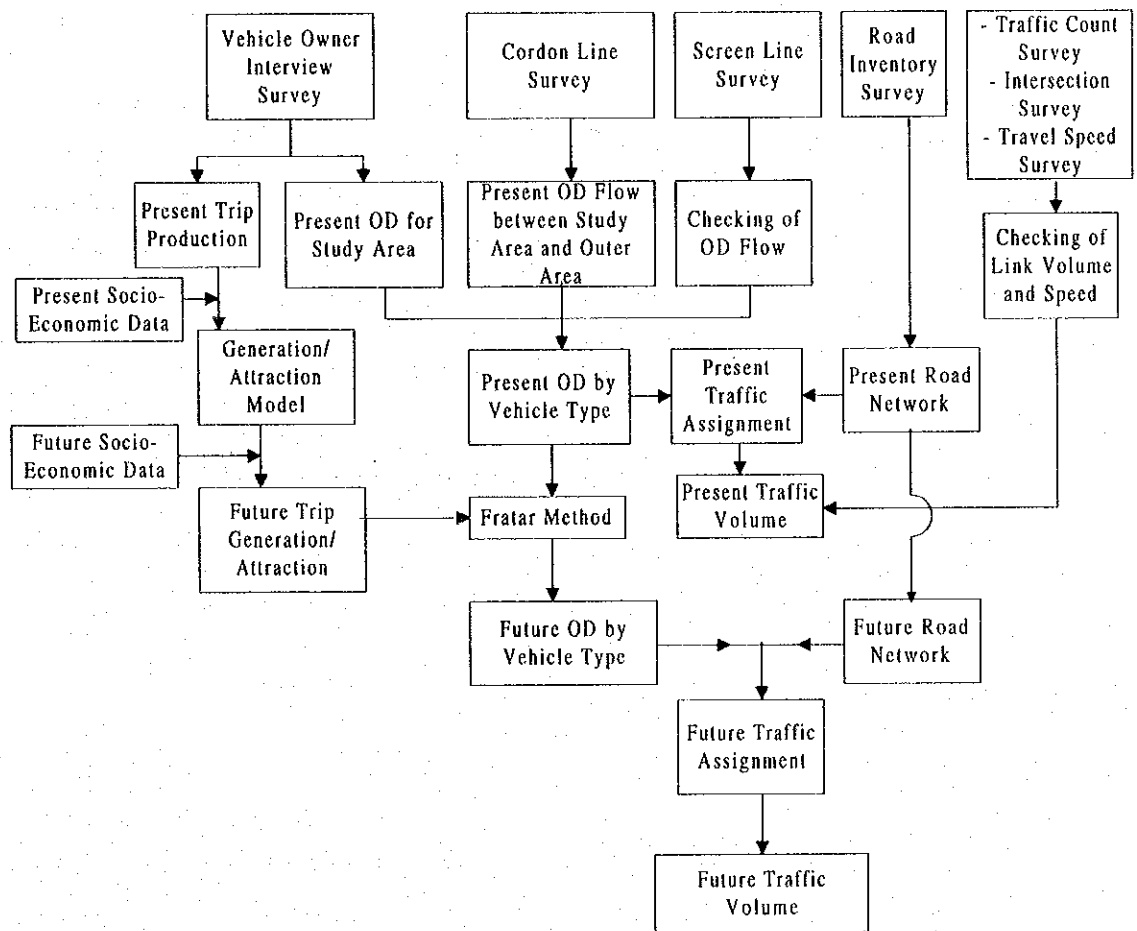 Vehicle Owner
Interview
Survey
Cordon Line
Survey
Screen Line
Survey
Road
Inventory
Survey
- Traffic Count
Survey
- Intersection
Survey
- Travel Speed
Survey
Present Trip
Production
Present OD for
Study Area
Present OD Flow
between Study
Area and Outer
Area
Checking of
OD Flow
Checking of
Link Volume
and Speed
Present Socio-
Economic Data
Generation/
Attraction
Model
Present OD by
Vehicle Type
Present
Traffic
Assignment
Present Road
Network
Future Socio-
Economic Data
Future Trip
Generation/
Attraction
Fratar Method
Present Traffic
Volume
Future OD by
Vehicle Type
Future Road
Network
Future Traffic
Assignment
Future Traffic
Volume